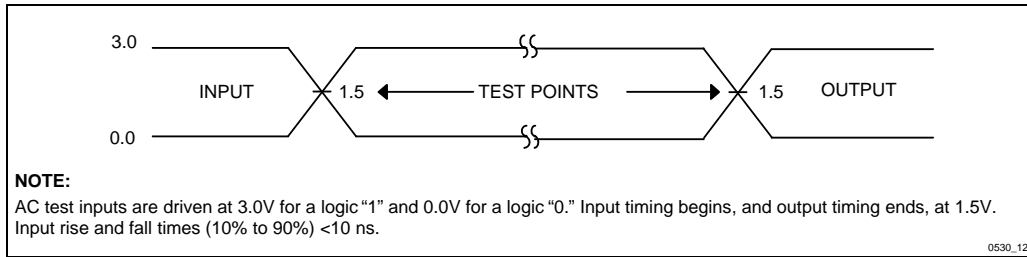 3.0
INPUT 1.5 TEST POINTS 1.5 OUTPUT
0.0
NOTE:
AC test inputs are driven at 3.0V for a logic “1” and 0.0V for a logic “0.” Input timing begins, and output timing ends, at 1.5V.
Input rise and fall times (10% to 90%) <10 ns.
0530_12